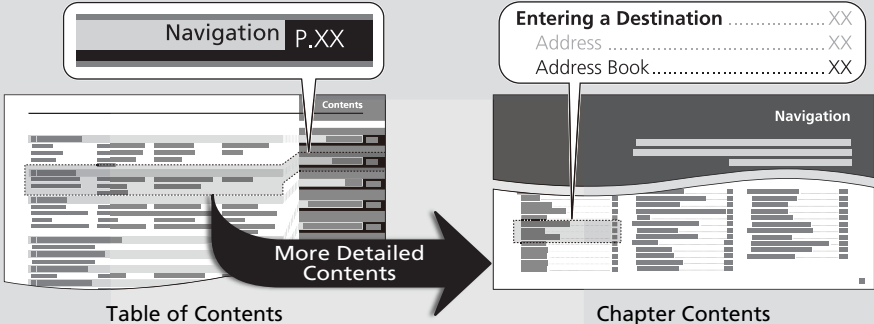 Navigation P.XX
Entering a Destination ................ XX
Address ....................................... XX
Address Book ............................. XX
Contents
Navigation
More Detailed
Contents
Table of Contents
Chapter Contents